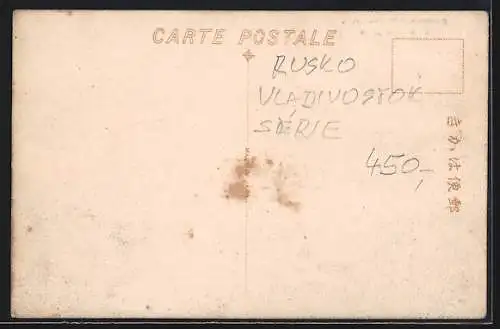 CARTE POSTALE
RUSKO
VLADIVOSTOK
SÉRIE
450,-
きかは便郵